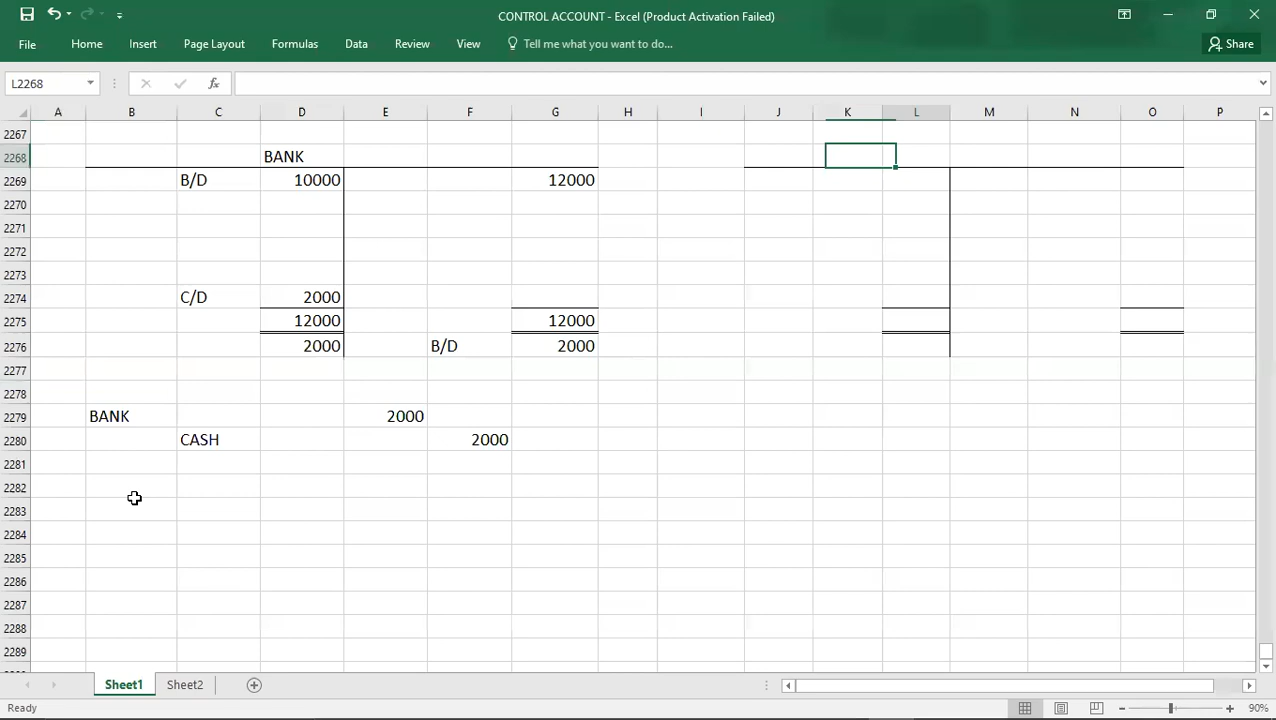 CONTROL ACCOUNT - Excel (Product Activation Failed)
File Home Insert Page Layout Formulas Data Review View Tell me what you want to do... Share
L2268 fx
A B C D E F G H I J K L M N O P
2267
2268 BANK
2269 B/D 10000 12000
2270
2271
2272
2273
2274 C/D 2000
2275 12000 12000
2276 2000 B/D 2000
2277
2278
2279 BANK 2000
2280 CASH 2000
2281
2282
2283
2284
2285
2286
2287
2288
2289
Sheet1 Sheet2
Ready 90%